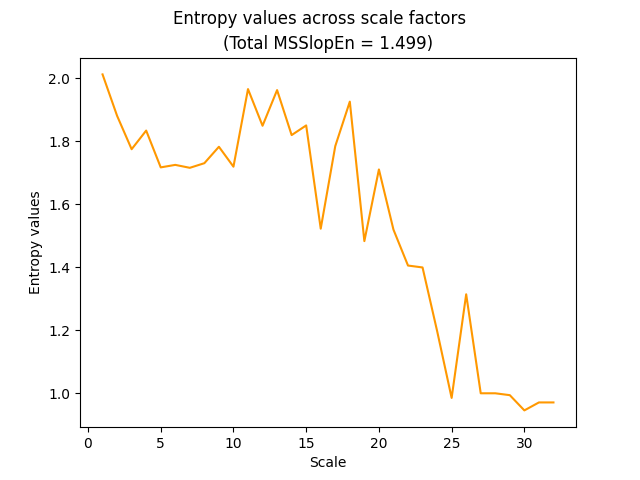 Entropy values across scale factors
(Total MSSlopEn = 1.499)
2.0
1.8
1.6
1.4
1.2
1.0
Entropy values
0 5 10 15 20 25 30
Scale